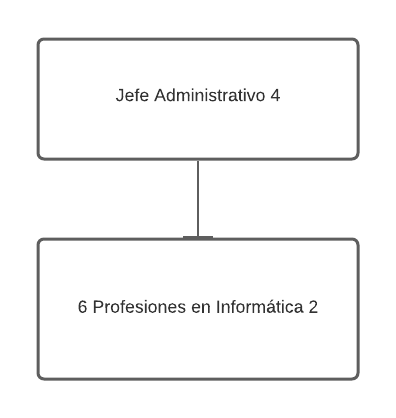 Jefe Administrativo 4
6 Profesiones en Informática 2